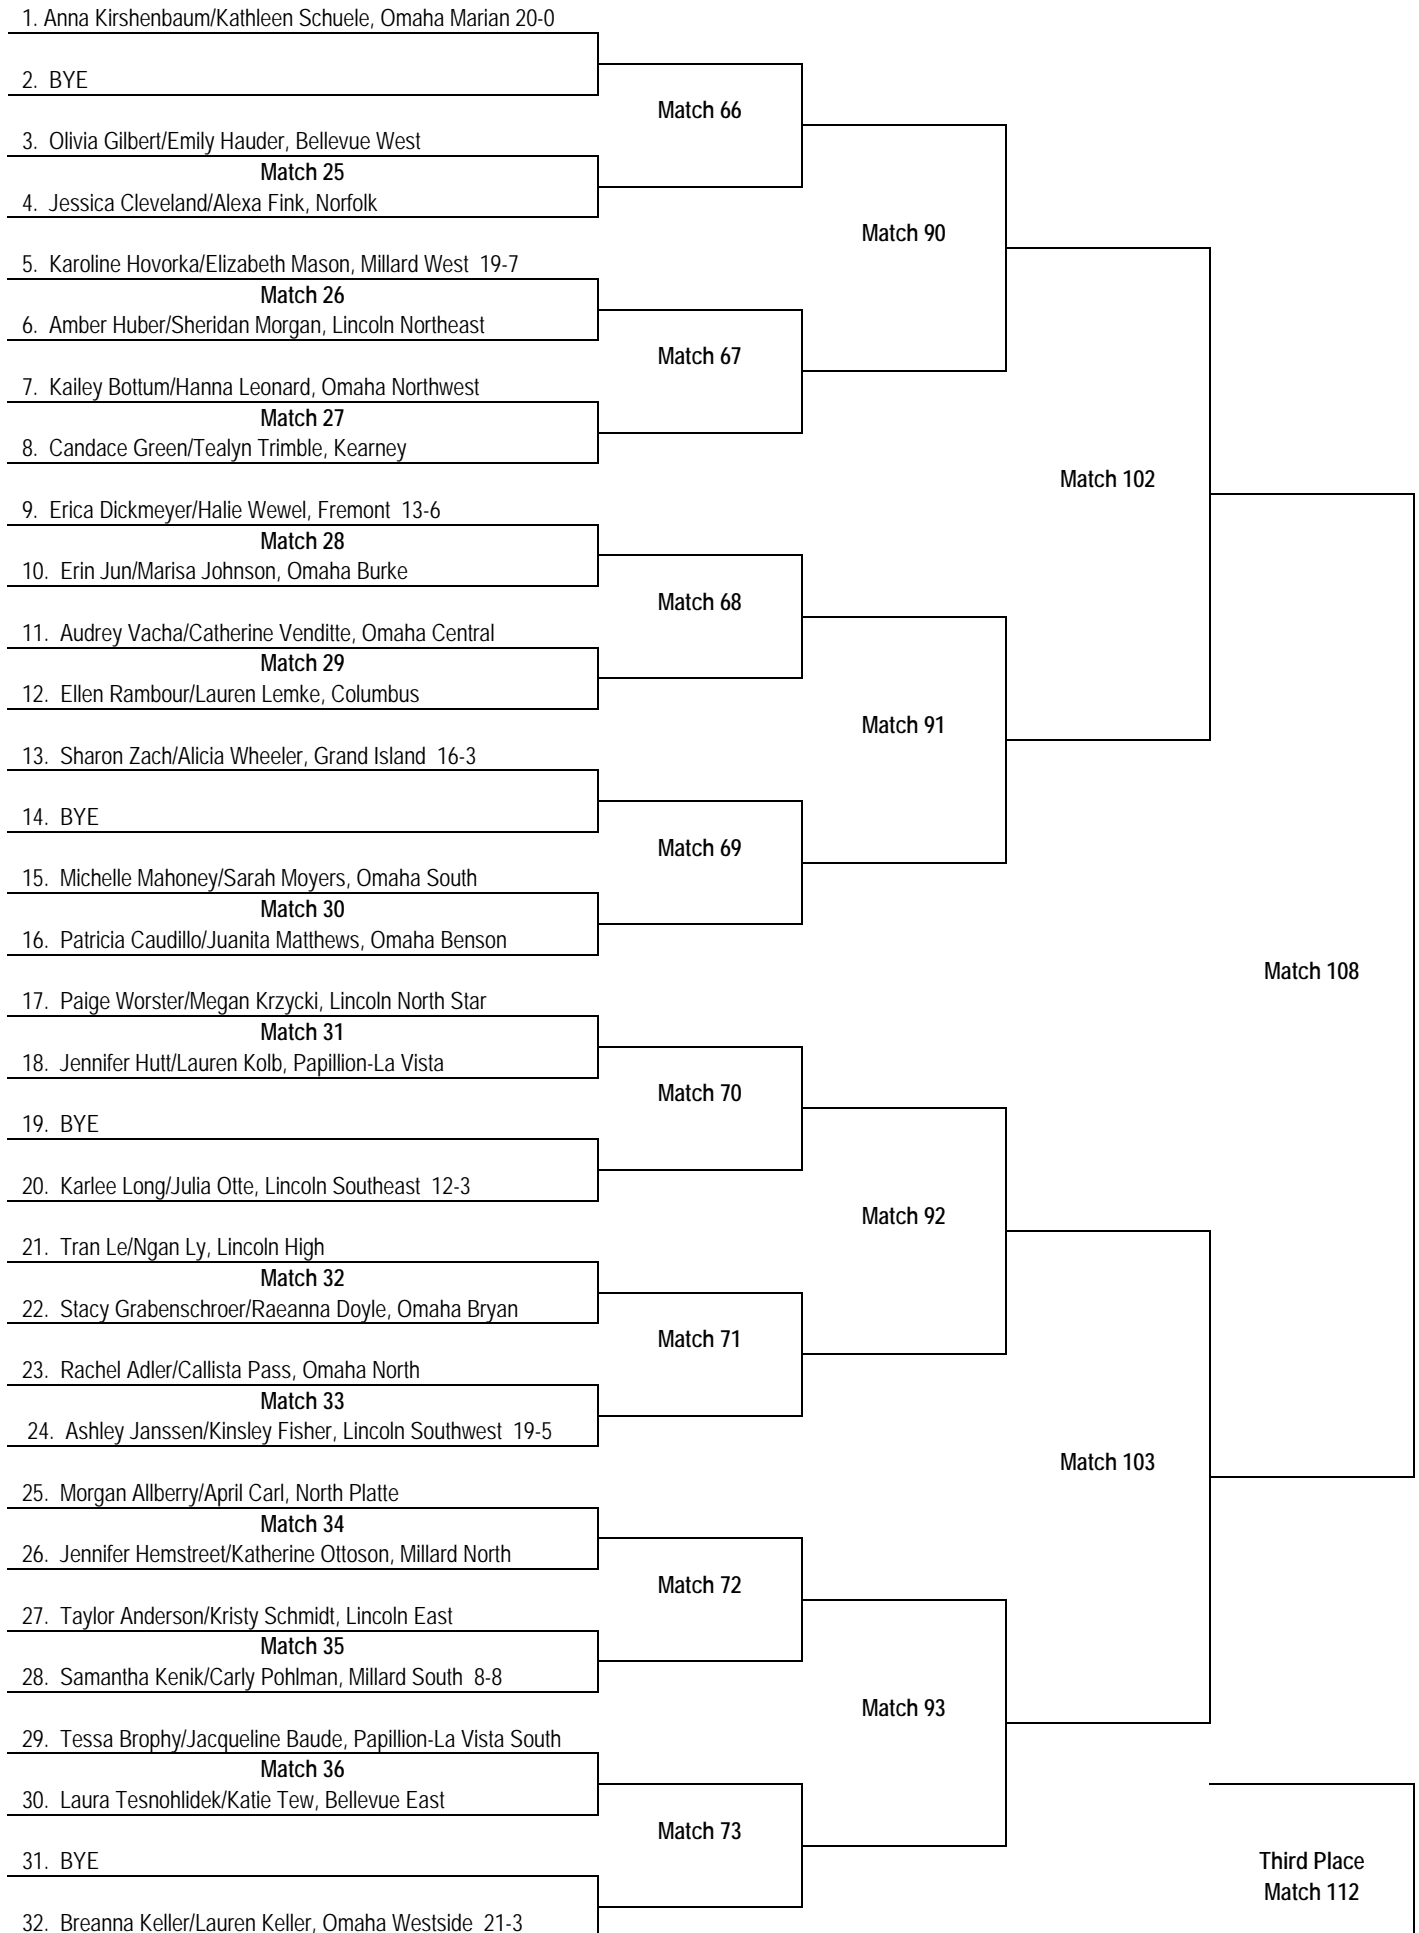 1. Anna Kirshenbaum/Kathleen Schuele, Omaha Marian 20-0
2. BYE
Match 66
3. Olivia Gilbert/Emily Hauder, Bellevue West
Match 25
4. Jessica Cleveland/Alexa Fink, Norfolk
Match 90
5. Karoline Hovorka/Elizabeth Mason, Millard West 19-7
Match 26
6. Amber Huber/Sheridan Morgan, Lincoln Northeast
Match 67
7. Kailey Bottum/Hanna Leonard, Omaha Northwest
Match 27
8. Candace Green/Tealyn Trimble, Kearney
Match 102
9. Erica Dickmeyer/Halie Wewel, Fremont 13-6
Match 28
10. Erin Jun/Marisa Johnson, Omaha Burke
Match 68
11. Audrey Vacha/Catherine Venditte, Omaha Central
Match 29
12. Ellen Rambour/Lauren Lemke, Columbus
Match 91
13. Sharon Zach/Alicia Wheeler, Grand Island 16-3
14. BYE
Match 69
15. Michelle Mahoney/Sarah Moyers, Omaha South
Match 30
16. Patricia Caudillo/Juanita Matthews, Omaha Benson
Match 108
17. Paige Worster/Megan Krzycki, Lincoln North Star
Match 31
18. Jennifer Hutt/Lauren Kolb, Papillion-La Vista
Match 70
19. BYE
20. Karlee Long/Julia Otte, Lincoln Southeast 12-3
Match 92
21. Tran Le/Ngan Ly, Lincoln High
Match 32
22. Stacy Grabenschroer/Raeanna Doyle, Omaha Bryan
Match 71
23. Rachel Adler/Callista Pass, Omaha North
Match 33
24. Ashley Janssen/Kinsley Fisher, Lincoln Southwest 19-5
Match 103
25. Morgan Allberry/April Carl, North Platte
Match 34
26. Jennifer Hemstreet/Katherine Ottoson, Millard North
Match 72
27. Taylor Anderson/Kristy Schmidt, Lincoln East
Match 35
28. Samantha Kenik/Carly Pohlman, Millard South 8-8
Match 93
29. Tessa Brophy/Jacqueline Baude, Papillion-La Vista South
Match 36
30. Laura Tesnohlidek/Katie Tew, Bellevue East
Match 73
31. BYE
Third Place
Match 112
32. Breanna Keller/Lauren Keller, Omaha Westside 21-3